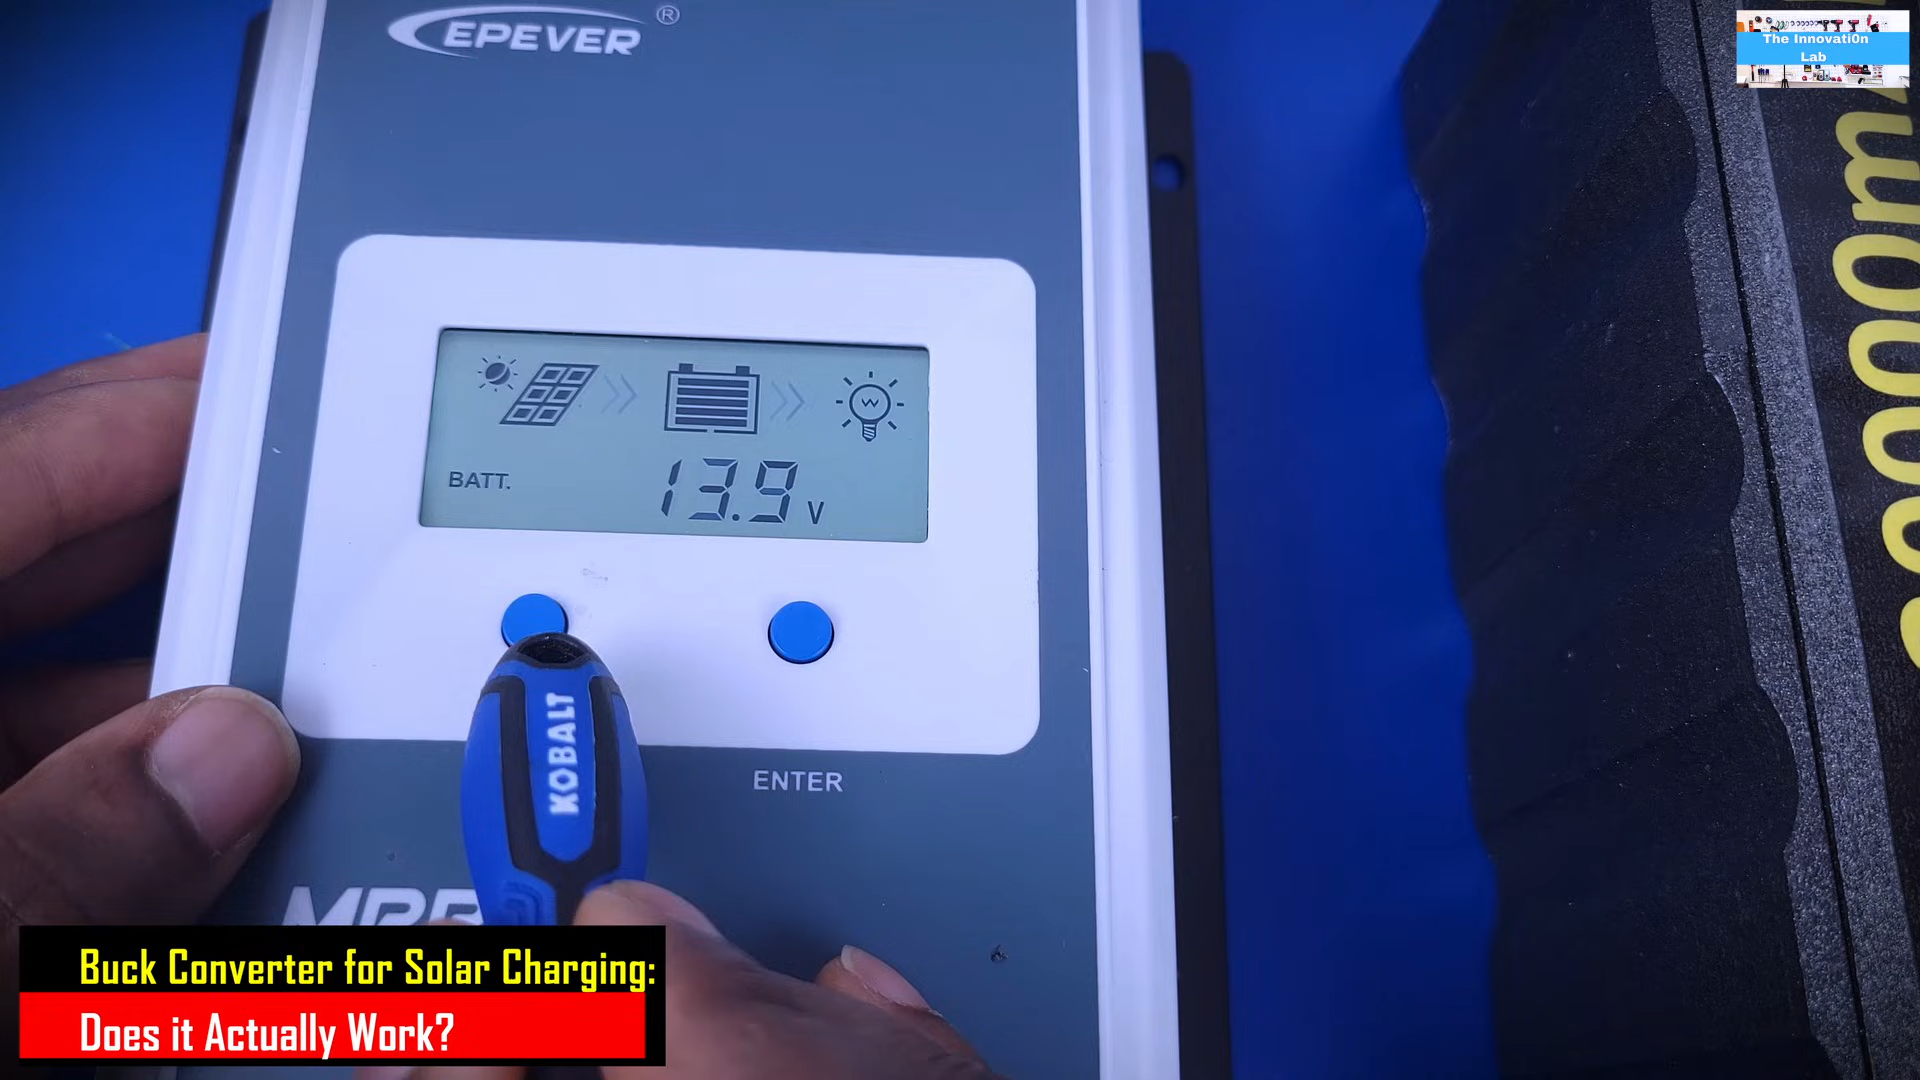 EPEVER ®
The Innovati0n
Lab
BATT. 13.9 V
KOBALT
ENTER
Buck Converter for Solar Charging:
Does it Actually Work?